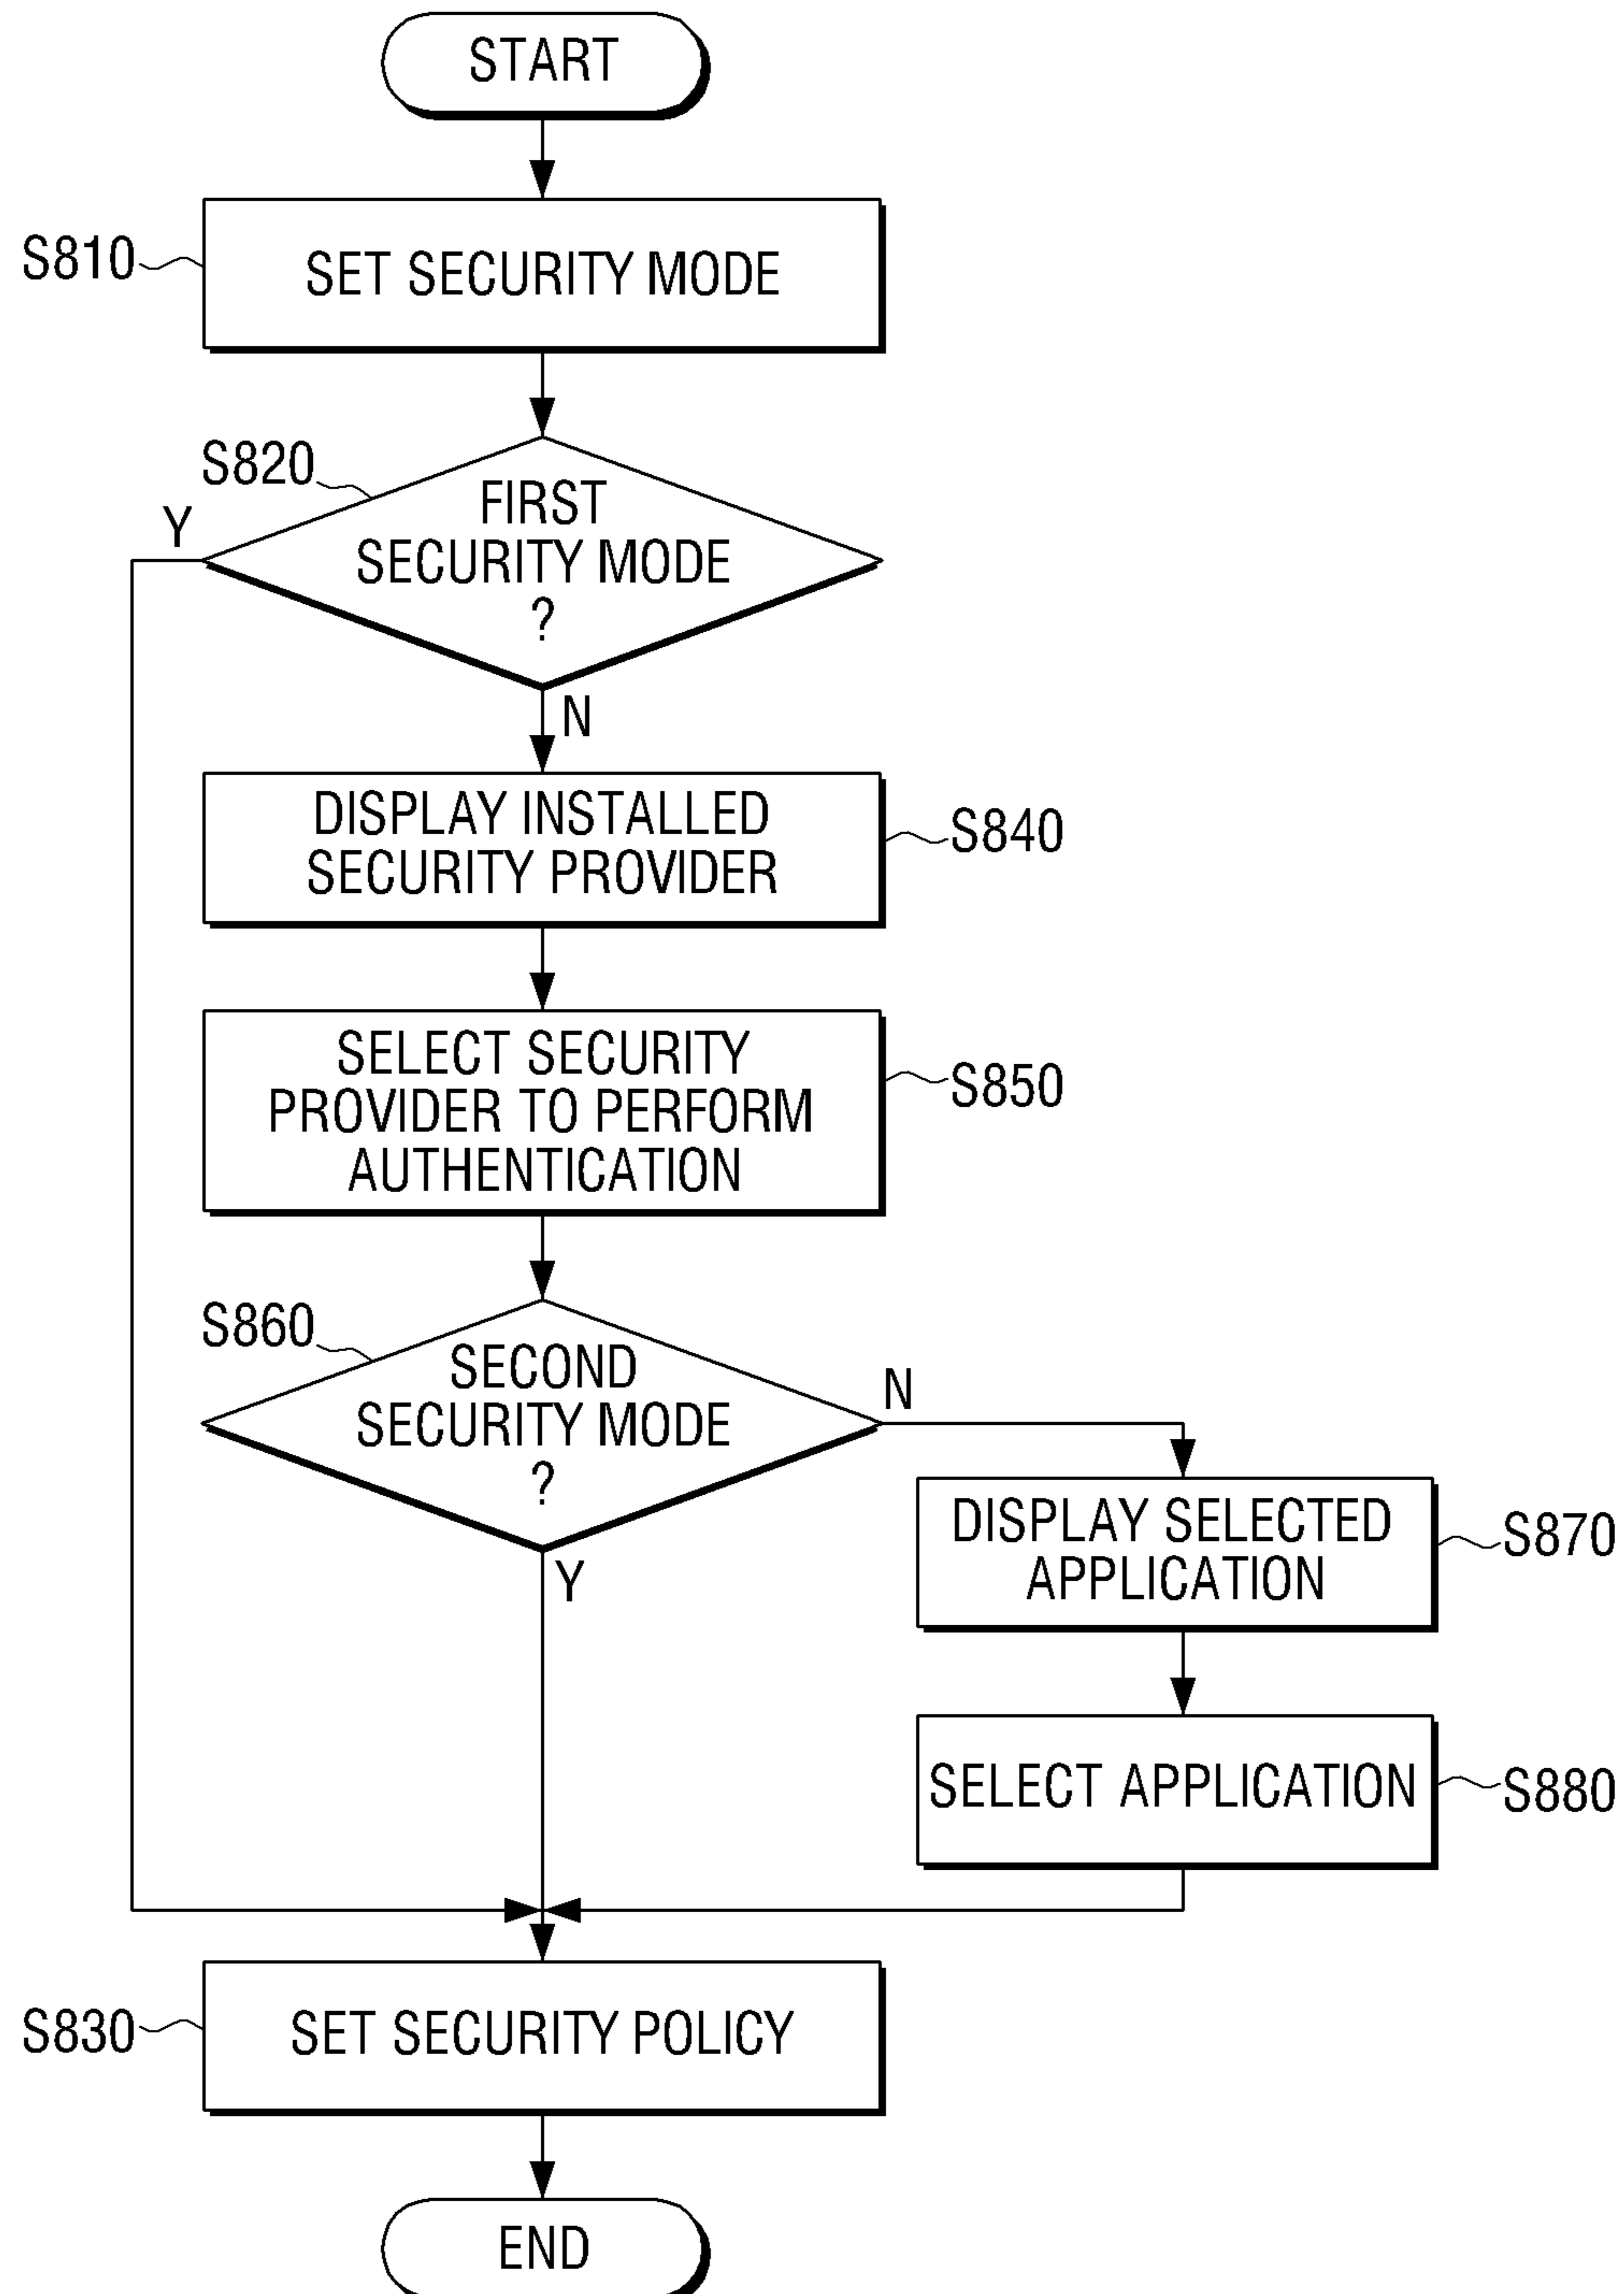 START
S810
SET SECURITY MODE
S820
FIRST
SECURITY MODE
?
Y
N
DISPLAY INSTALLED
SECURITY PROVIDER
S840
SELECT SECURITY
PROVIDER TO PERFORM
AUTHENTICATION
S850
S860
SECOND
SECURITY MODE
?
N
Y
DISPLAY SELECTED
APPLICATION
S870
SELECT APPLICATION
S880
S830
SET SECURITY POLICY
END